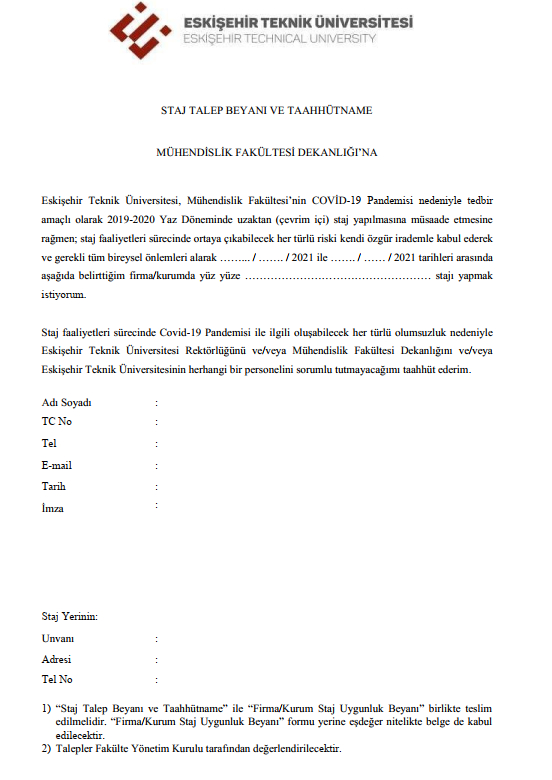 ESKİŞEHİR TEKNİK ÜNİVERSİTESİ
ESKİŞEHİR TECHNICAL UNIVERSITY
STAJ TALEP BEYANI VE TAAHHÜTNAME
MÜHENDİSLİK FAKÜLTESİ DEKANLIĞI’NA
Eskişehir Teknik Üniversitesi, Mühendislik Fakültesi’nin COVİD-19 Pandemisi nedeniyle tedbir
amaçlı olarak 2019-2020 Yaz Döneminde uzaktan (çevrim içi) staj yapılmasına müsaade etmesine
rağmen; staj faaliyetleri sürecinde ortaya çıkabilecek her türlü riski kendi özgür irademle kabul ederek
ve gerekli tüm bireysel önlemleri alarak ……... / ……. / 2021 ile ……. / …… / 2021 tarihleri arasında
aşağıda belirttiğim firma/kurumda yüz yüze …………………………………………… stajı yapmak
istiyorum.
Staj faaliyetleri sürecinde Covid-19 Pandemisi ile ilgili oluşabilecek her türlü olumsuzluk nedeniyle
Eskişehir Teknik Üniversitesi Rektörlüğünü ve/veya Mühendislik Fakültesi Dekanlığını ve/veya
Eskişehir Teknik Üniversitesinin herhangi bir personelini sorumlu tutmayacağımı taahhüt ederim.
Adı Soyadı :
TC No :
Tel :
E-mail :
Tarih :
İmza :
Staj Yerinin:
Unvanı :
Adresi :
Tel No :
1) “Staj Talep Beyanı ve Taahhütname” ile “Firma/Kurum Staj Uygunluk Beyanı” birlikte teslim
edilmelidir. “Firma/Kurum Staj Uygunluk Beyanı” formu yerine eşdeğer nitelikte belge de kabul
edilecektir.
2) Talepler Fakülte Yönetim Kurulu tarafından değerlendirilecektir.